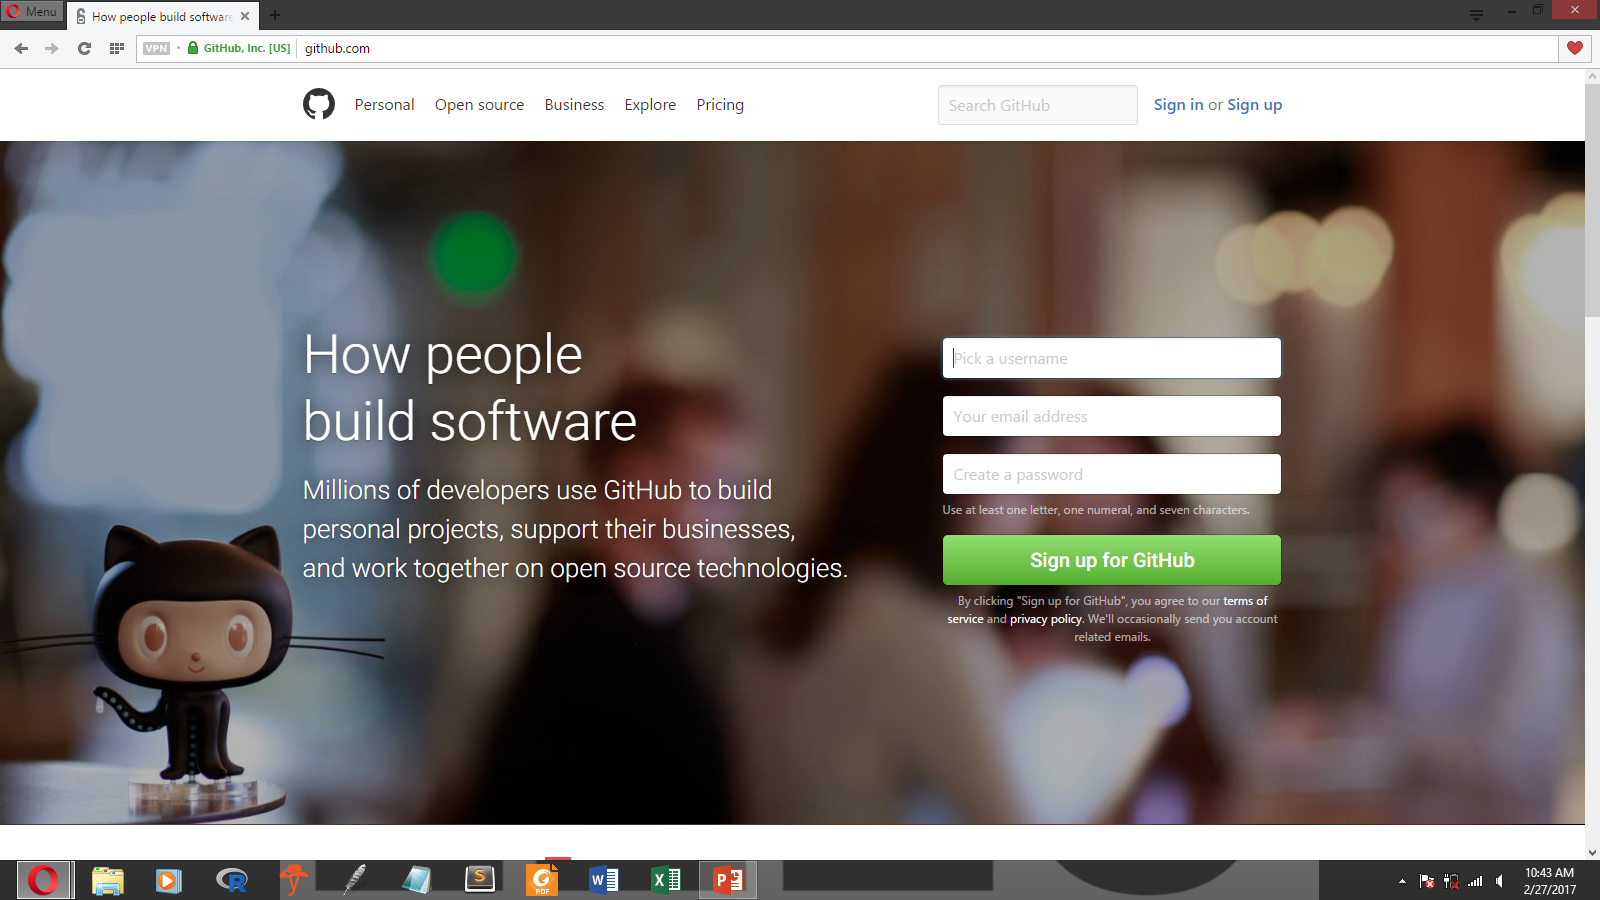 Menu
How people build software
VPN
GitHub, Inc. [US]
github.com
Personal
Open source
Business
Explore
Pricing
Search GitHub
Sign in or Sign up
How people
build software
Millions of developers use GitHub to build
personal projects, support their businesses,
and work together on open source technologies.
Pick a username
Your email address
Create a password
Use at least one letter, one numeral, and seven characters.
Sign up for GitHub
By clicking "Sign up for GitHub", you agree to our terms of
service and privacy policy. We'll occasionally send you account
related emails.
R
S
PDF
W
X
P
10:43 AM
2/27/2017